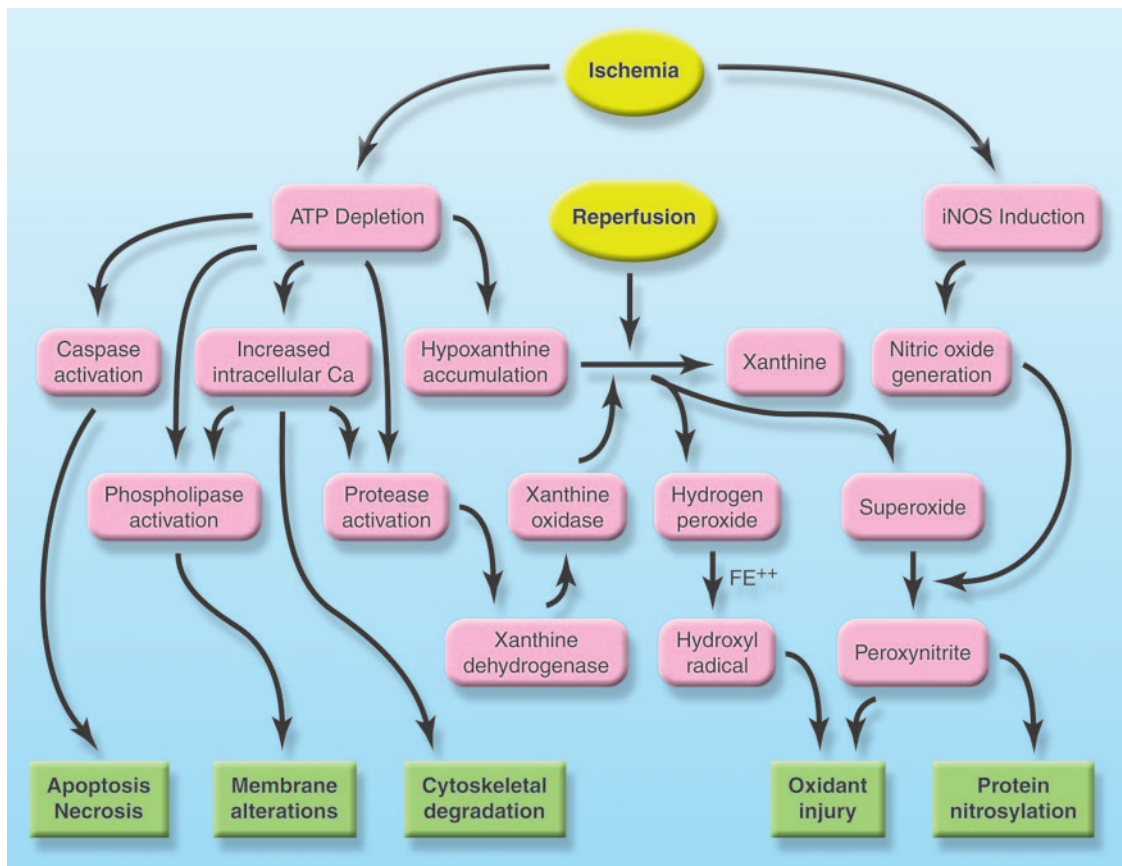 Ischemia
ATP Depletion
Reperfusion
iNOS Induction
Caspase
activation
Increased
intracellular Ca
Hypoxanthine
accumulation
Xanthine
Nitric oxide
generation
Phospholipase
activation
Protease
activation
Xanthine
oxidase
Hydrogen
peroxide
Superoxide
FE++
Xanthine
dehydrogenase
Hydroxyl
radical
Peroxynitrite
Apoptosis
Necrosis
Membrane
alterations
Cytoskeletal
degradation
Oxidant
injury
Protein
nitrosylation